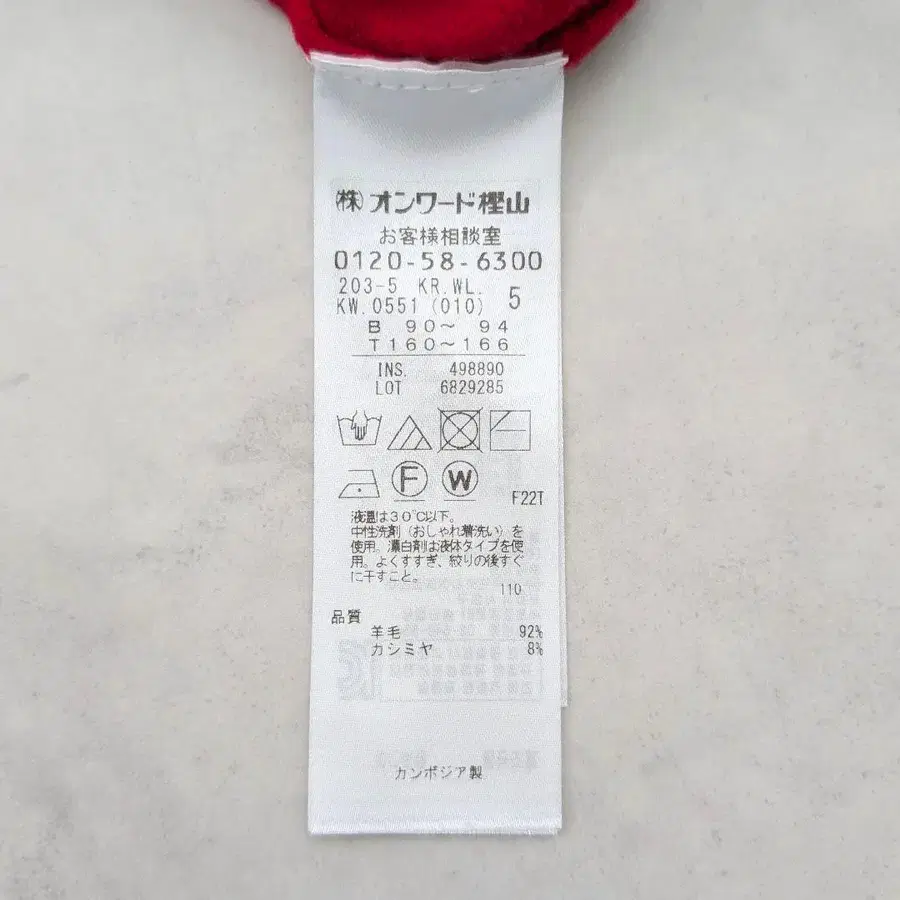 ㈱オンワード樫山
お客様相談室
0120-58-6300
203-5 KR.WL.
KW.0551(010) 5
B 90～ 94
T160～166
INS. 498890
LOT 6829285
F W
F22T
液温は30℃以下。
中性洗剤（おしゃれ着洗い）を
使用。漂白剤は液体タイプを使
用。よくすすぎ、絞りの後すぐ
に干すこと。
110
品質
羊毛 92%
カシミヤ 8%
カンボジア製